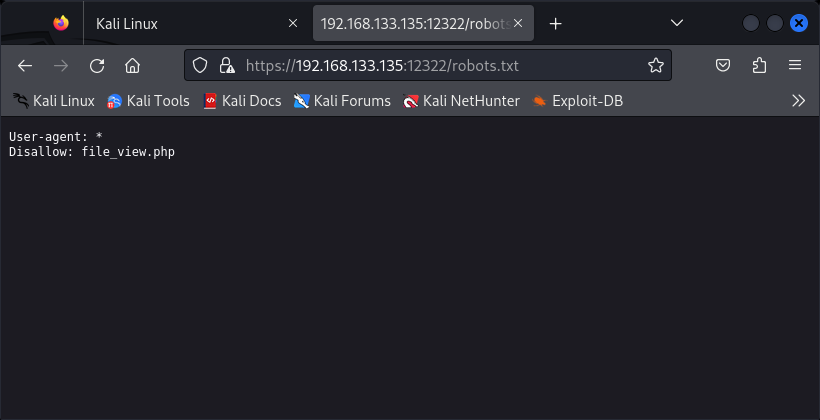 Kali Linux
192.168.133.135:12322/robots
https://192.168.133.135:12322/robots.txt
Kali Linux Kali Tools Kali Docs Kali Forums Kali NetHunter Exploit-DB
User-agent: *
Disallow: file_view.php